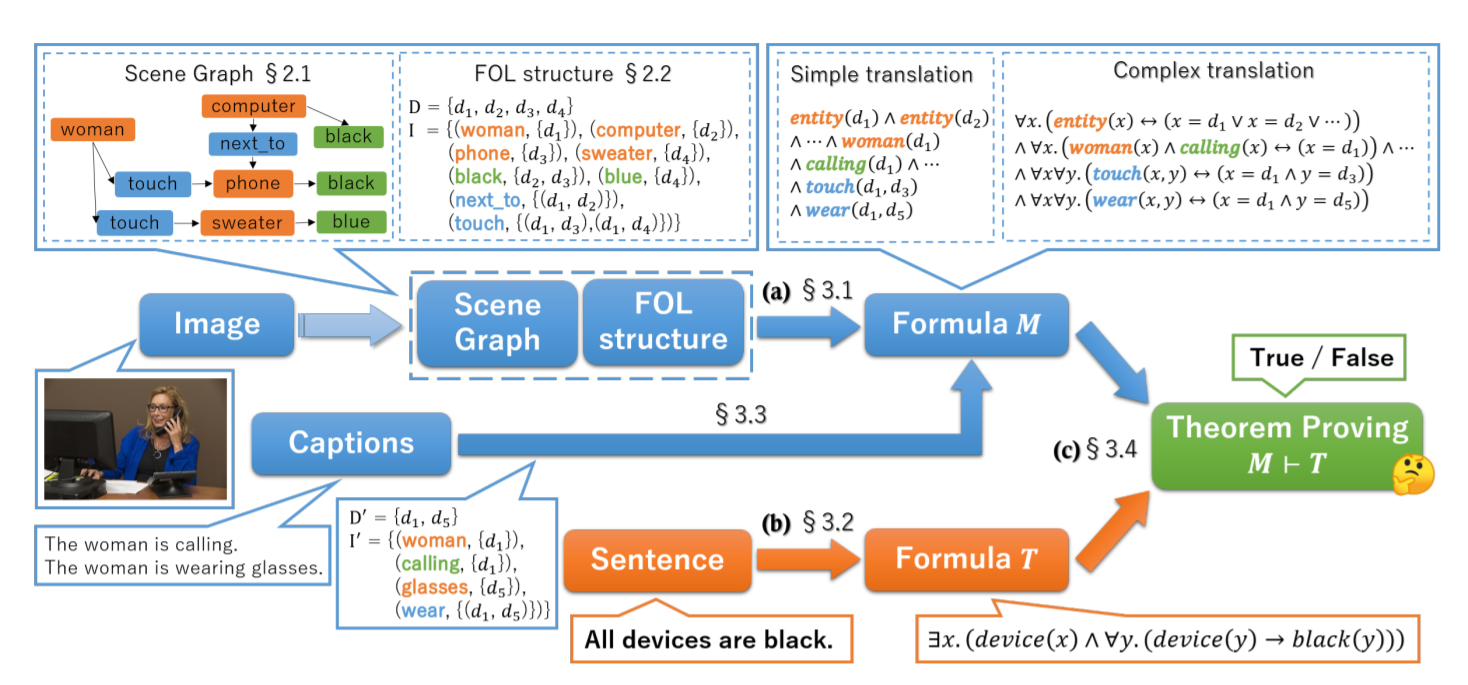 Scene Graph § 2.1
woman
computer
black
next_to
touch
phone
black
touch
sweater
blue
FOL structure § 2.2
D = {d₁, d₂, d₃, d₄}
I = {(woman, {d₁}), (computer, {d₂}),
(phone, {d₃}), (sweater, {d₄}),
(black, {d₂, d₃}), (blue, {d₄}),
(next_to, {(d₁, d₂)}),
(touch, {(d₁, d₃),(d₁, d₄)})}
Simple translation
entity(d₁) ∧ entity(d₂)
∧ ⋯ ∧ woman(d₁)
∧ calling(d₁) ∧ ⋯
∧ touch(d₁, d₃)
∧ wear(d₁, d₅)
Complex translation
∀x. (entity(x) ↔ (x = d₁ ∨ x = d₂ ∨ ⋯ ))
∧ ∀x. (woman(x) ∧ calling(x) ↔ (x = d₁)) ∧ ⋯
∧ ∀x∀y. (touch(x, y) ↔ (x = d₁ ∧ y = d₃))
∧ ∀x∀y. (wear(x, y) ↔ (x = d₁ ∧ y = d₅))
Image
Scene Graph
FOL structure
(a) § 3.1
Formula M
True / False
Captions
§ 3.3
(c) § 3.4
Theorem Proving
M ⊢ T
The woman is calling.
The woman is wearing glasses.
D′ = {d₁, d₅}
I′ = {(woman, {d₁}),
(calling, {d₁}),
(glasses, {d₅}),
(wear, {(d₁, d₅)})}
Sentence
(b) § 3.2
Formula T
All devices are black.
∃x. (device(x) ∧ ∀y. (device(y) → black(y)))